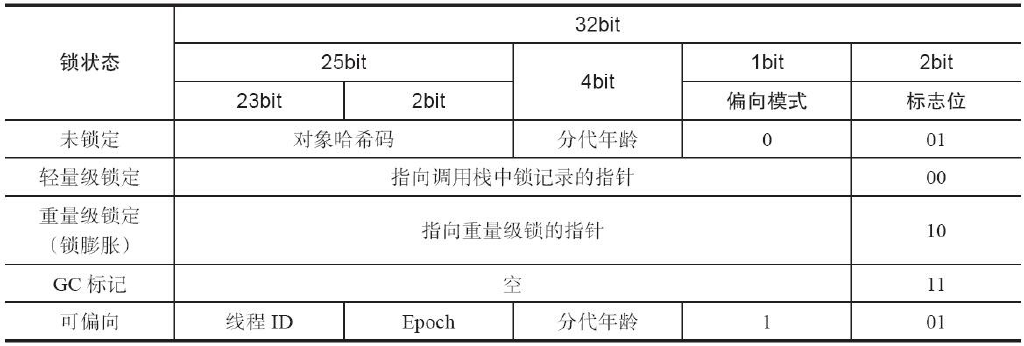 锁状态
32bit
25bit
4bit
1bit
2bit
23bit
2bit
偏向模式
标志位
未锁定
对象哈希码
分代年龄
0
01
轻量级锁定
指向调用栈中锁记录的指针
00
重量级锁定
（锁膨胀）
指向重量级锁的指针
10
GC 标记
空
11
可偏向
线程 ID
Epoch
分代年龄
1
01